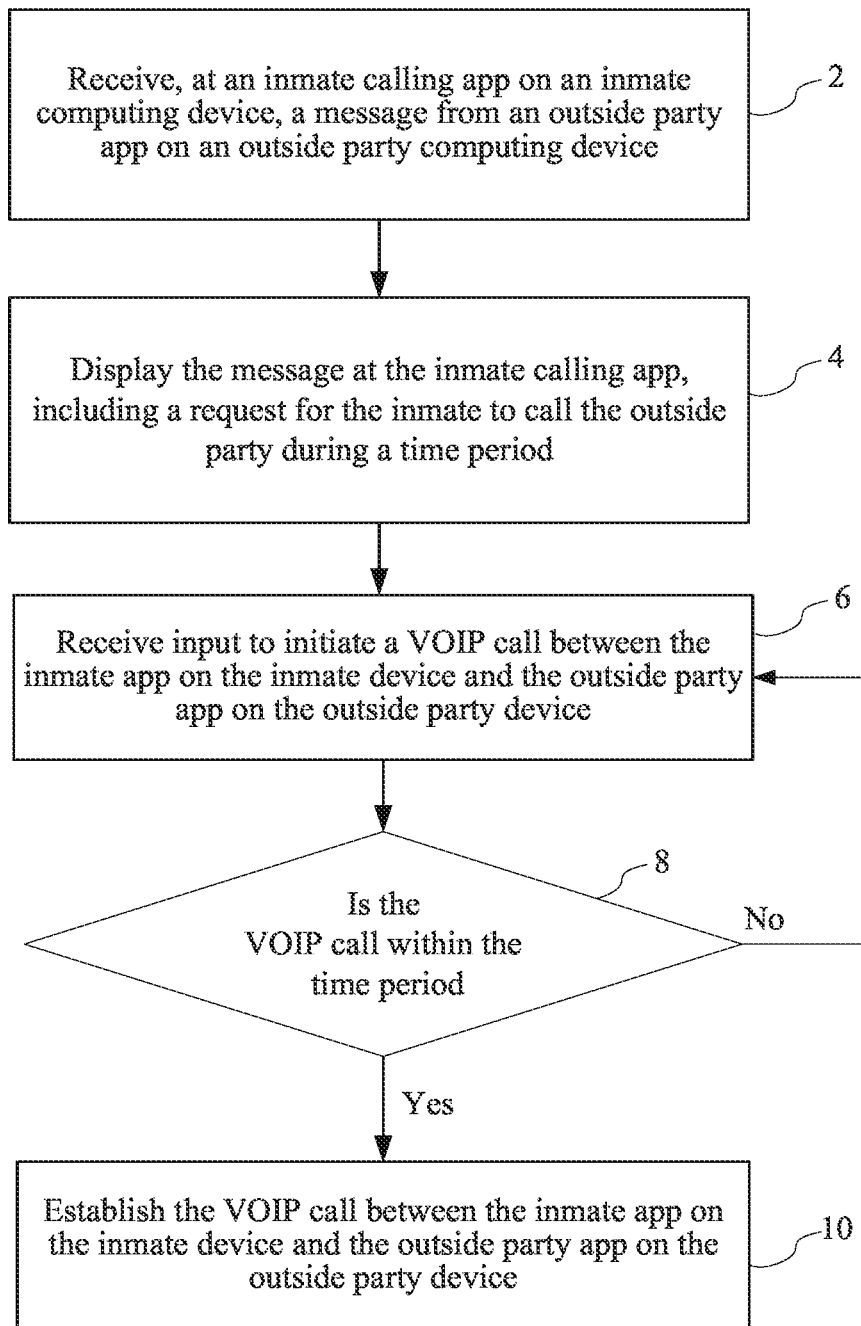 Receive, at an inmate calling app on an inmate
computing device, a message from an outside party
app on an outside party computing device
2
Display the message at the inmate calling app,
including a request for the inmate to call the outside
party during a time period
4
Receive input to initiate a VOIP call between the
inmate app on the inmate device and the outside party
app on the outside party device
6
Is the
VOIP call within the
time period
8
No
Yes
Establish the VOIP call between the inmate app on
the inmate device and the outside party app on the
outside party device
10